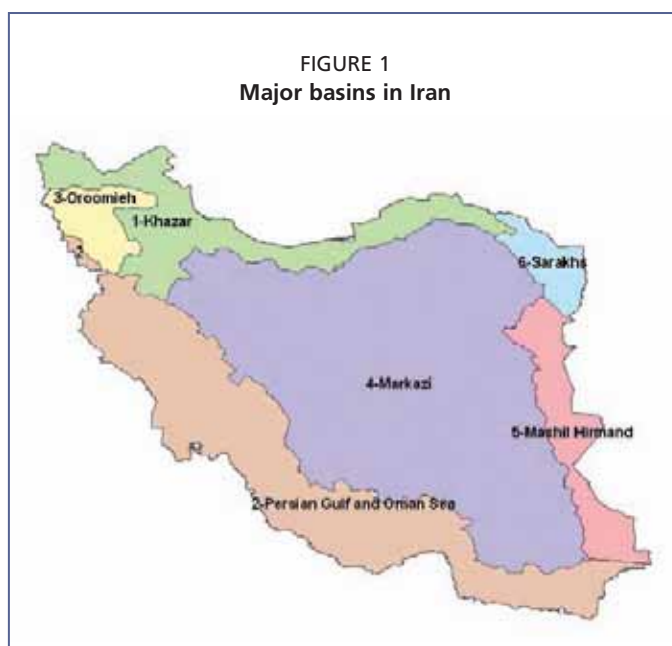 FIGURE 1
Major basins in Iran
3-Oroomieh
1-Khazar
2
6-Sarakhs
4-Markazi
5-Mashil Hirmand
2-Persian Gulf and Oman Sea